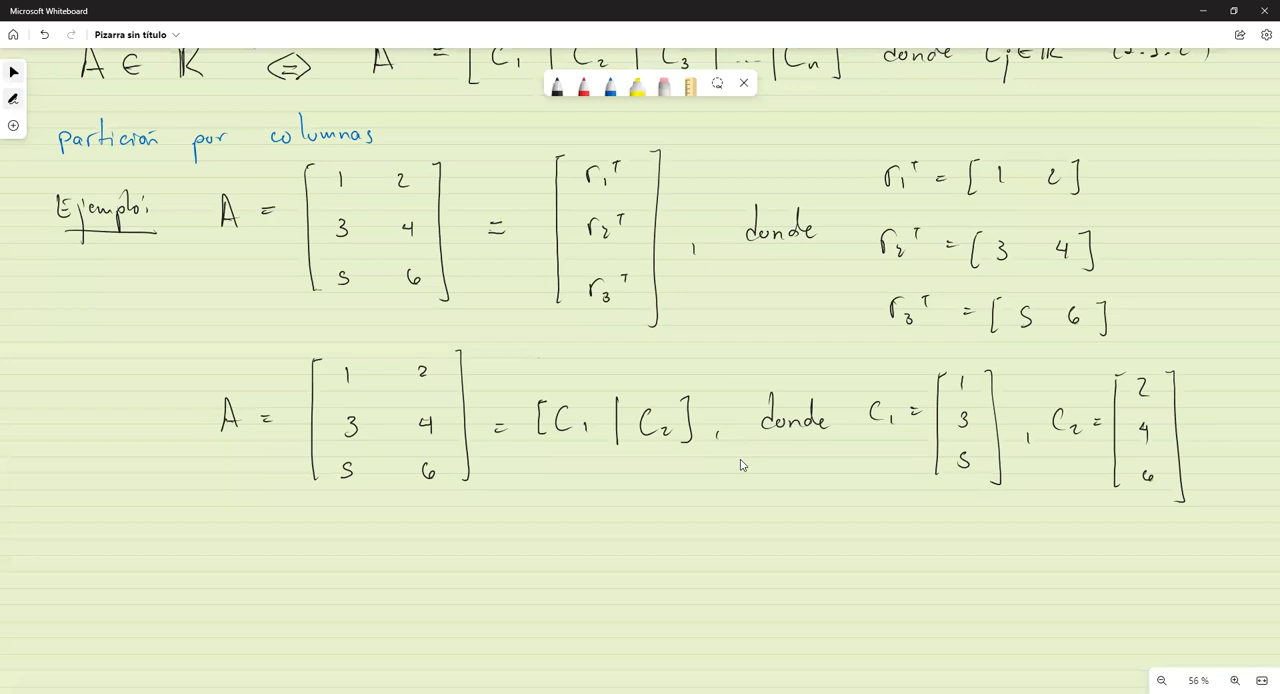 Microsoft Whiteboard
Pizarra sin título
A ∈ K ⟺ A = [C₁ | C₂ | C₃ | ... | Cₙ] donde Cⱼ ∈ K
partición por columnas
Ejemplo: A = [1 2; 3 4; 5 6] = [r₁ᵀ; r₂ᵀ; r₃ᵀ], donde r₁ᵀ = [1 2]
r₂ᵀ = [3 4]
r₃ᵀ = [5 6]
A = [1 2; 3 4; 5 6] = [C₁ | C₂], donde C₁ = [1; 3; 5], C₂ = [2; 4; 6]
56 %